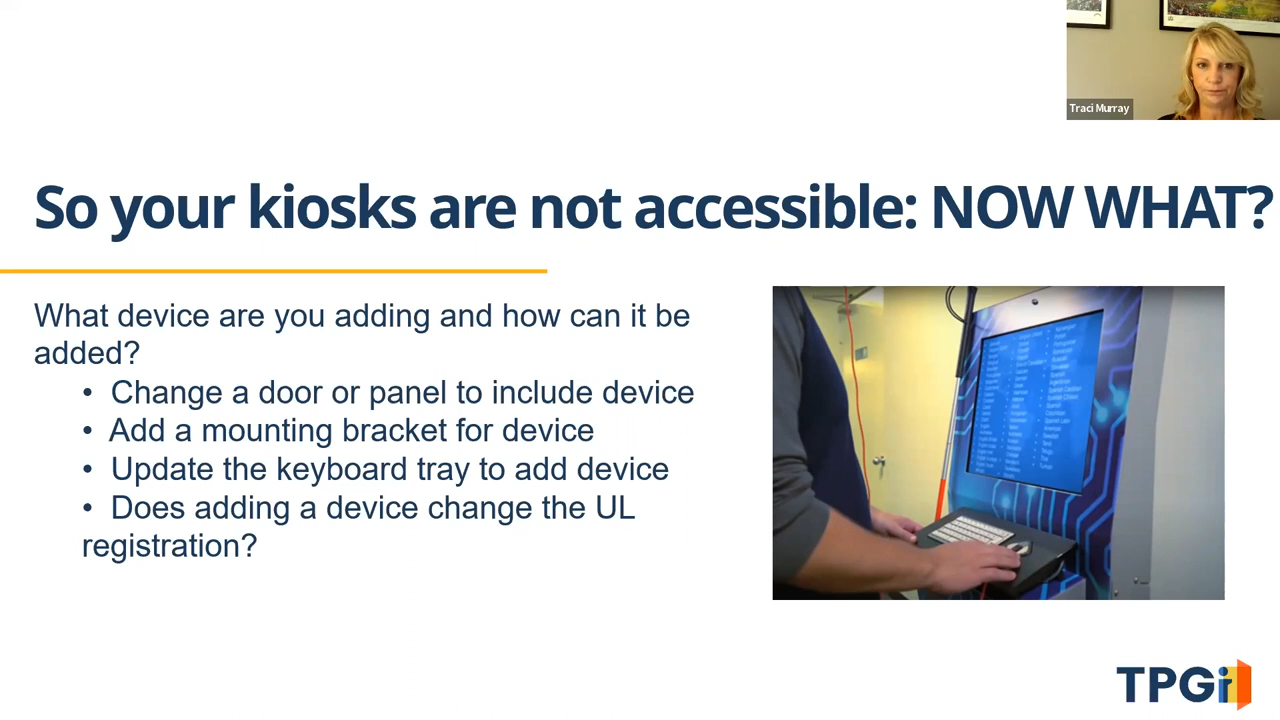 Traci Murray
So your kiosks are not accessible: NOW WHAT?
What device are you adding and how can it be
added?
• Change a door or panel to include device
• Add a mounting bracket for device
• Update the keyboard tray to add device
• Does adding a device change the UL
registration?
TPGi